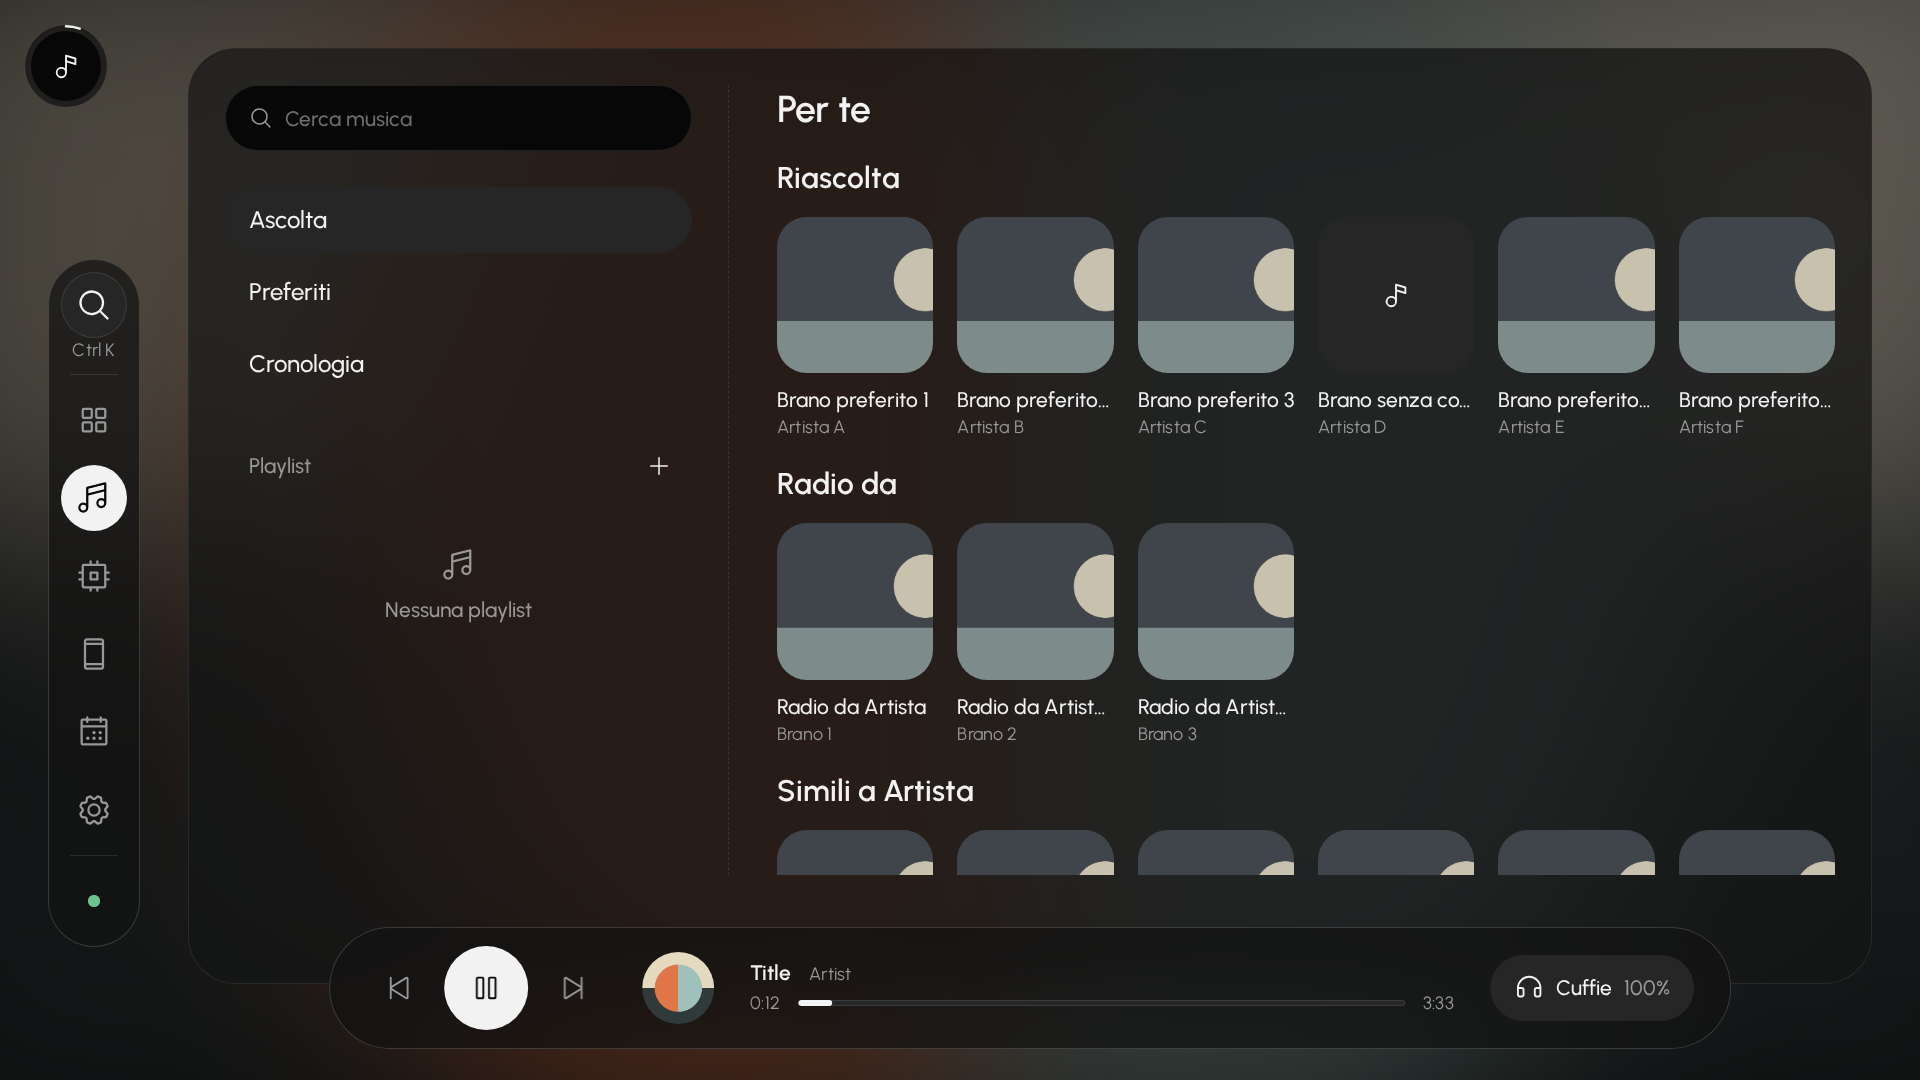 Cerca musica
Ascolta
Preferiti
Cronologia
Playlist
Nessuna playlist
Ctrl K
Per te
Riascolta
Brano preferito 1
Artista A
Brano preferito...
Artista B
Brano preferito 3
Artista C
Brano senza co...
Artista D
Brano preferito...
Artista E
Brano preferito...
Artista F
Radio da
Radio da Artista
Brano 1
Radio da Artist...
Brano 2
Radio da Artist...
Brano 3
Simili a Artista
Title Artist
0:12 3:33
Cuffie 100%